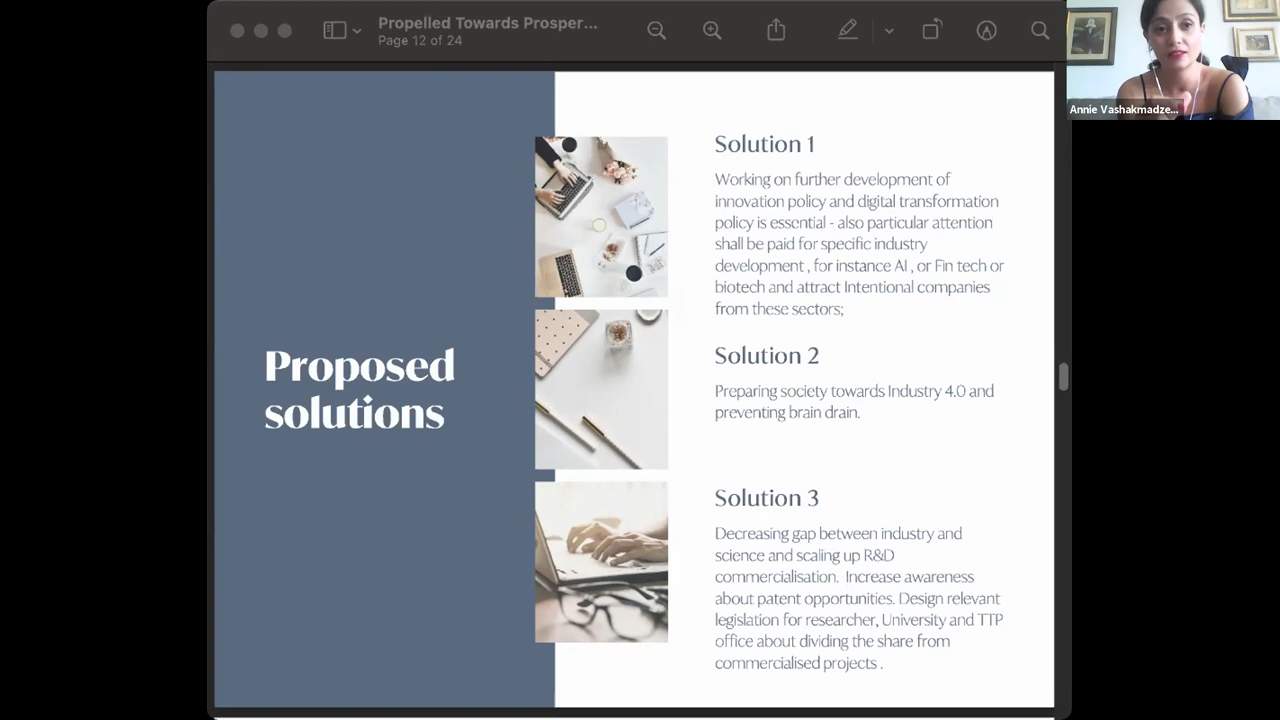 Propelled Towards Prosper...
Page 12 of 24
Annie Vashakmadze...
Proposed
solutions
Solution 1
Working on further development of
innovation policy and digital transformation
policy is essential - also particular attention
shall be paid for specific industry
development , for instance AI , or Fin tech or
biotech and attract Intentional companies
from these sectors;
Solution 2
Preparing society towards Industry 4.0 and
preventing brain drain.
Solution 3
Decreasing gap between industry and
science and scaling up R&D
commercialisation. Increase awareness
about patent opportunities. Design relevant
legislation for researcher, University and TTP
office about dividing the share from
commercialised projects .